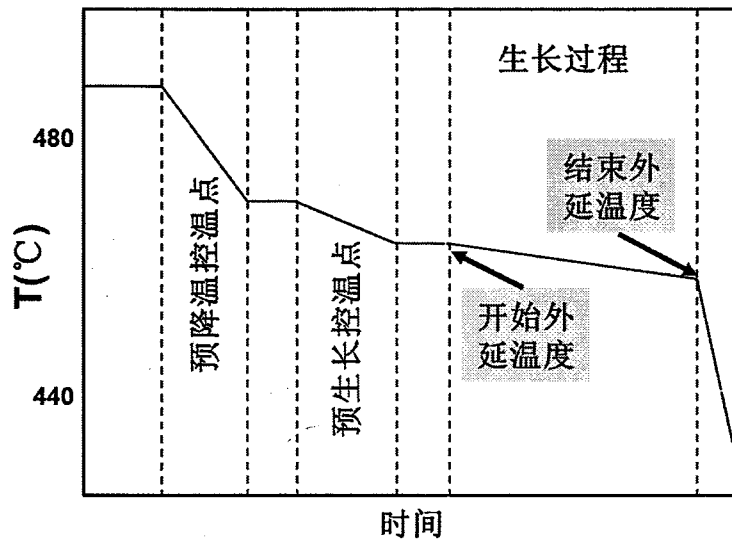 生长过程
480
结束外
延温度
T(℃)
预降温控温点
预生长控温点
开始外
延温度
440
时间